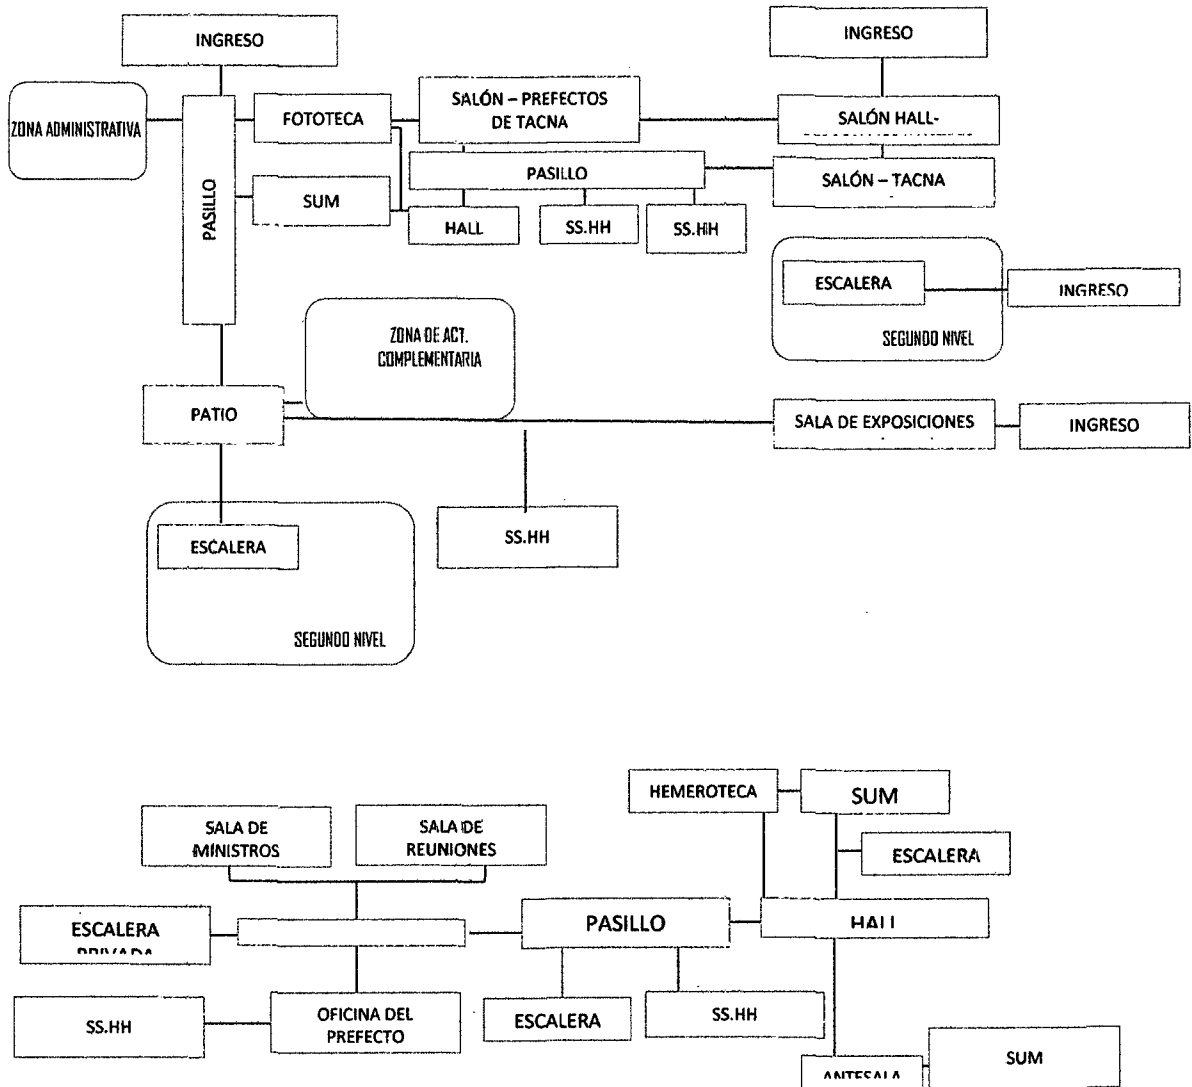 INGRESO
INGRESO
ZONA ADMINISTRATIVA
FOTOTECA
SALÓN – PREFECTOS
DE TACNA
SALÓN HALL-
PASILLO
SUM
PASILLO
SALÓN – TACNA
HALL
SS.HH
SS.HH
ESCALERA
INGRESO
SEGUNDO NIVEL
ZONA DE ACT.
COMPLEMENTARIA
PATIO
SALA DE EXPOSICIONES
INGRESO
ESCALERA
SS.HH
SEGUNDO NIVEL
HEMEROTECA
SUM
SALA DE
MINISTROS
SALA DE
REUNIONES
ESCALERA
ESCALERA
PRIVADA
PASILLO
HALL
SS.HH
OFICINA DEL
PREFECTO
ESCALERA
SS.HH
ANTESALA
SUM